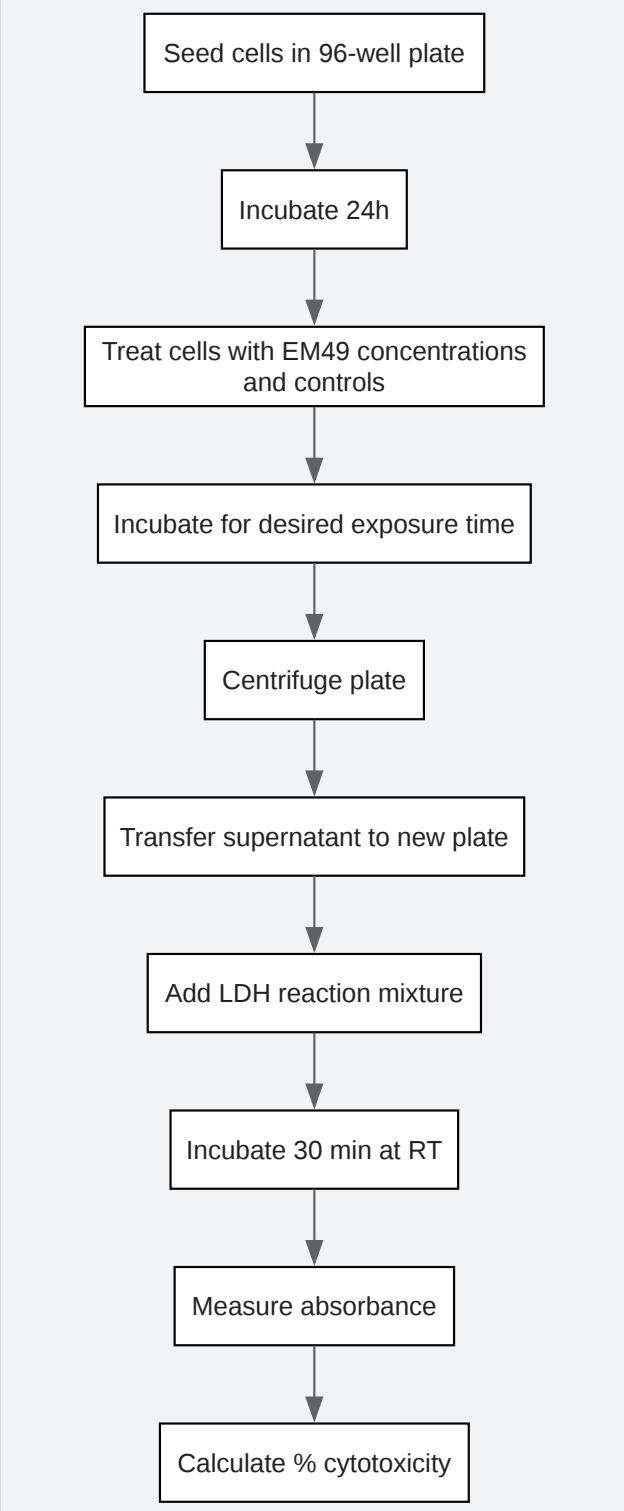 Seed cells in 96-well plate
Incubate 24h
Treat cells with EM49 concentrations
and controls
Incubate for desired exposure time
Centrifuge plate
Transfer supernatant to new plate
Add LDH reaction mixture
Incubate 30 min at RT
Measure absorbance
Calculate % cytotoxicity